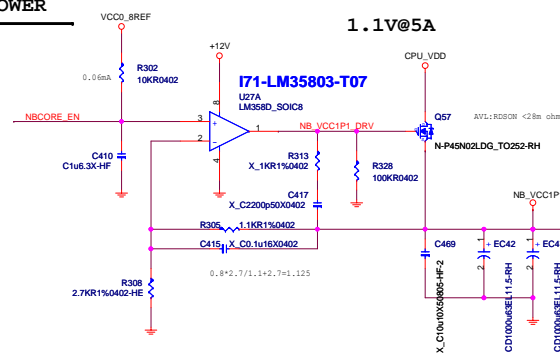 OWER
VCC0_8REF
1.1V@5A
+12V
CPU_VDD
R302
10KR0402
0.06mA
I71-LM35803-T07
U27A
LM358D_SOIC8
8
NBCORE_EN
3
+
1
NB_VCC1P1_DRV
2
-
4
Q57
AVL:RDSON <28m ohm
N-P45N02LDG_TO252-RH
C410
C1u6.3X-HF
R313
X_1KR1%0402
R328
100KR0402
C417
X_C2200p50X0402
NB_VCC1P
R305
1.1KR1%0402
C415
X_C0.1u16X0402
C469
X_C10u10X50805-HF-2
1
+
EC42
2
CD1000u63EL11.5-RH
1
+
EC4
2
CD1000u63EL11.5-RH
0.8*2.7/1.1+2.7=1.125
R308
2.7KR1%0402-HE